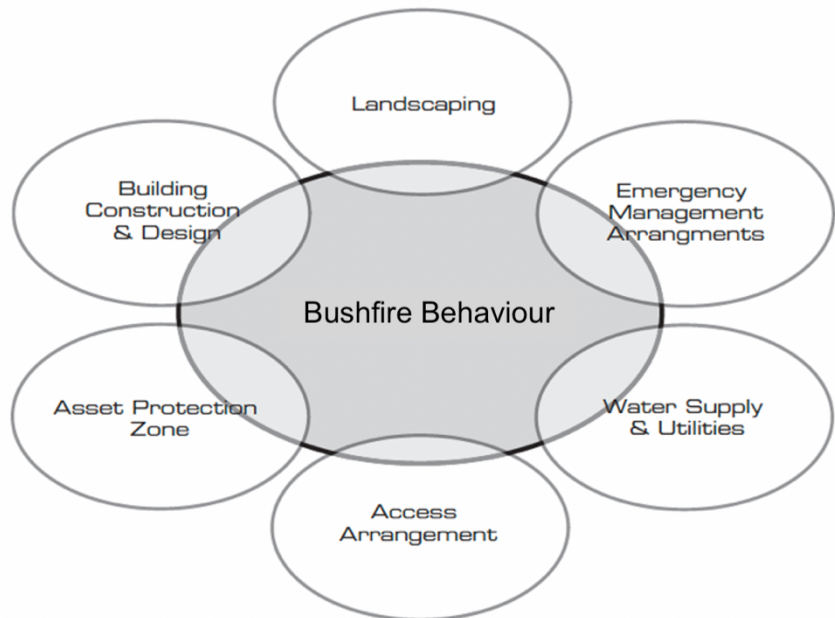 Landscaping
Building
Construction
& Design
Emergency
Management
Arrangments
Bushfire Behaviour
Asset Protection
Zone
Water Supply
& Utilities
Access
Arrangement